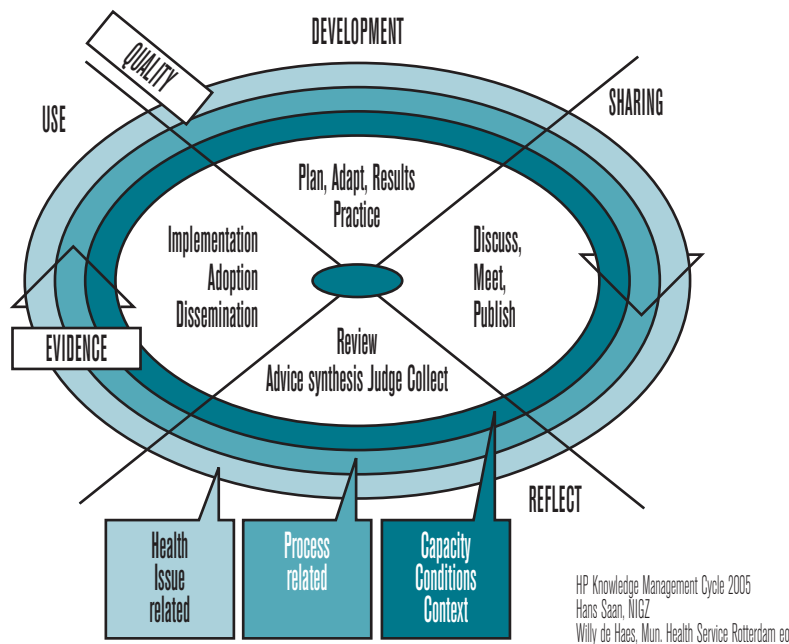 DEVELOPMENT
QUALITY
USE
SHARING
Plan, Adapt, Results
Practice
Implementation
Adoption
Dissemination
Discuss,
Meet,
Publish
EVIDENCE
Review
Advice synthesis Judge Collect
REFLECT
Health
Issue
related
Process
related
Capacity
Conditions
Context
HP Knowledge Management Cycle 2005
Hans Saan, NIGZ
Willy de Haes, Mun. Health Service Rotterdam eo